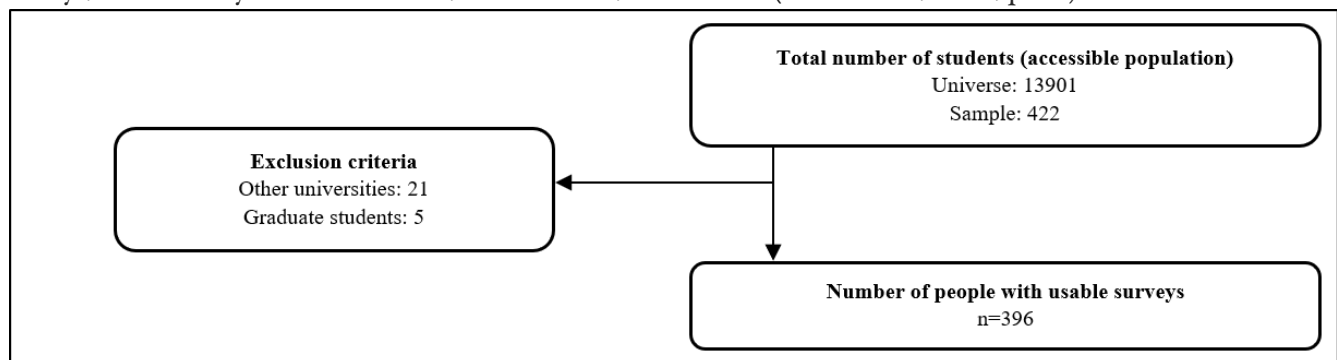 Total number of students (accessible population)
Universe: 13901
Sample: 422
Exclusion criteria
Other universities: 21
Graduate students: 5
Number of people with usable surveys
n=396